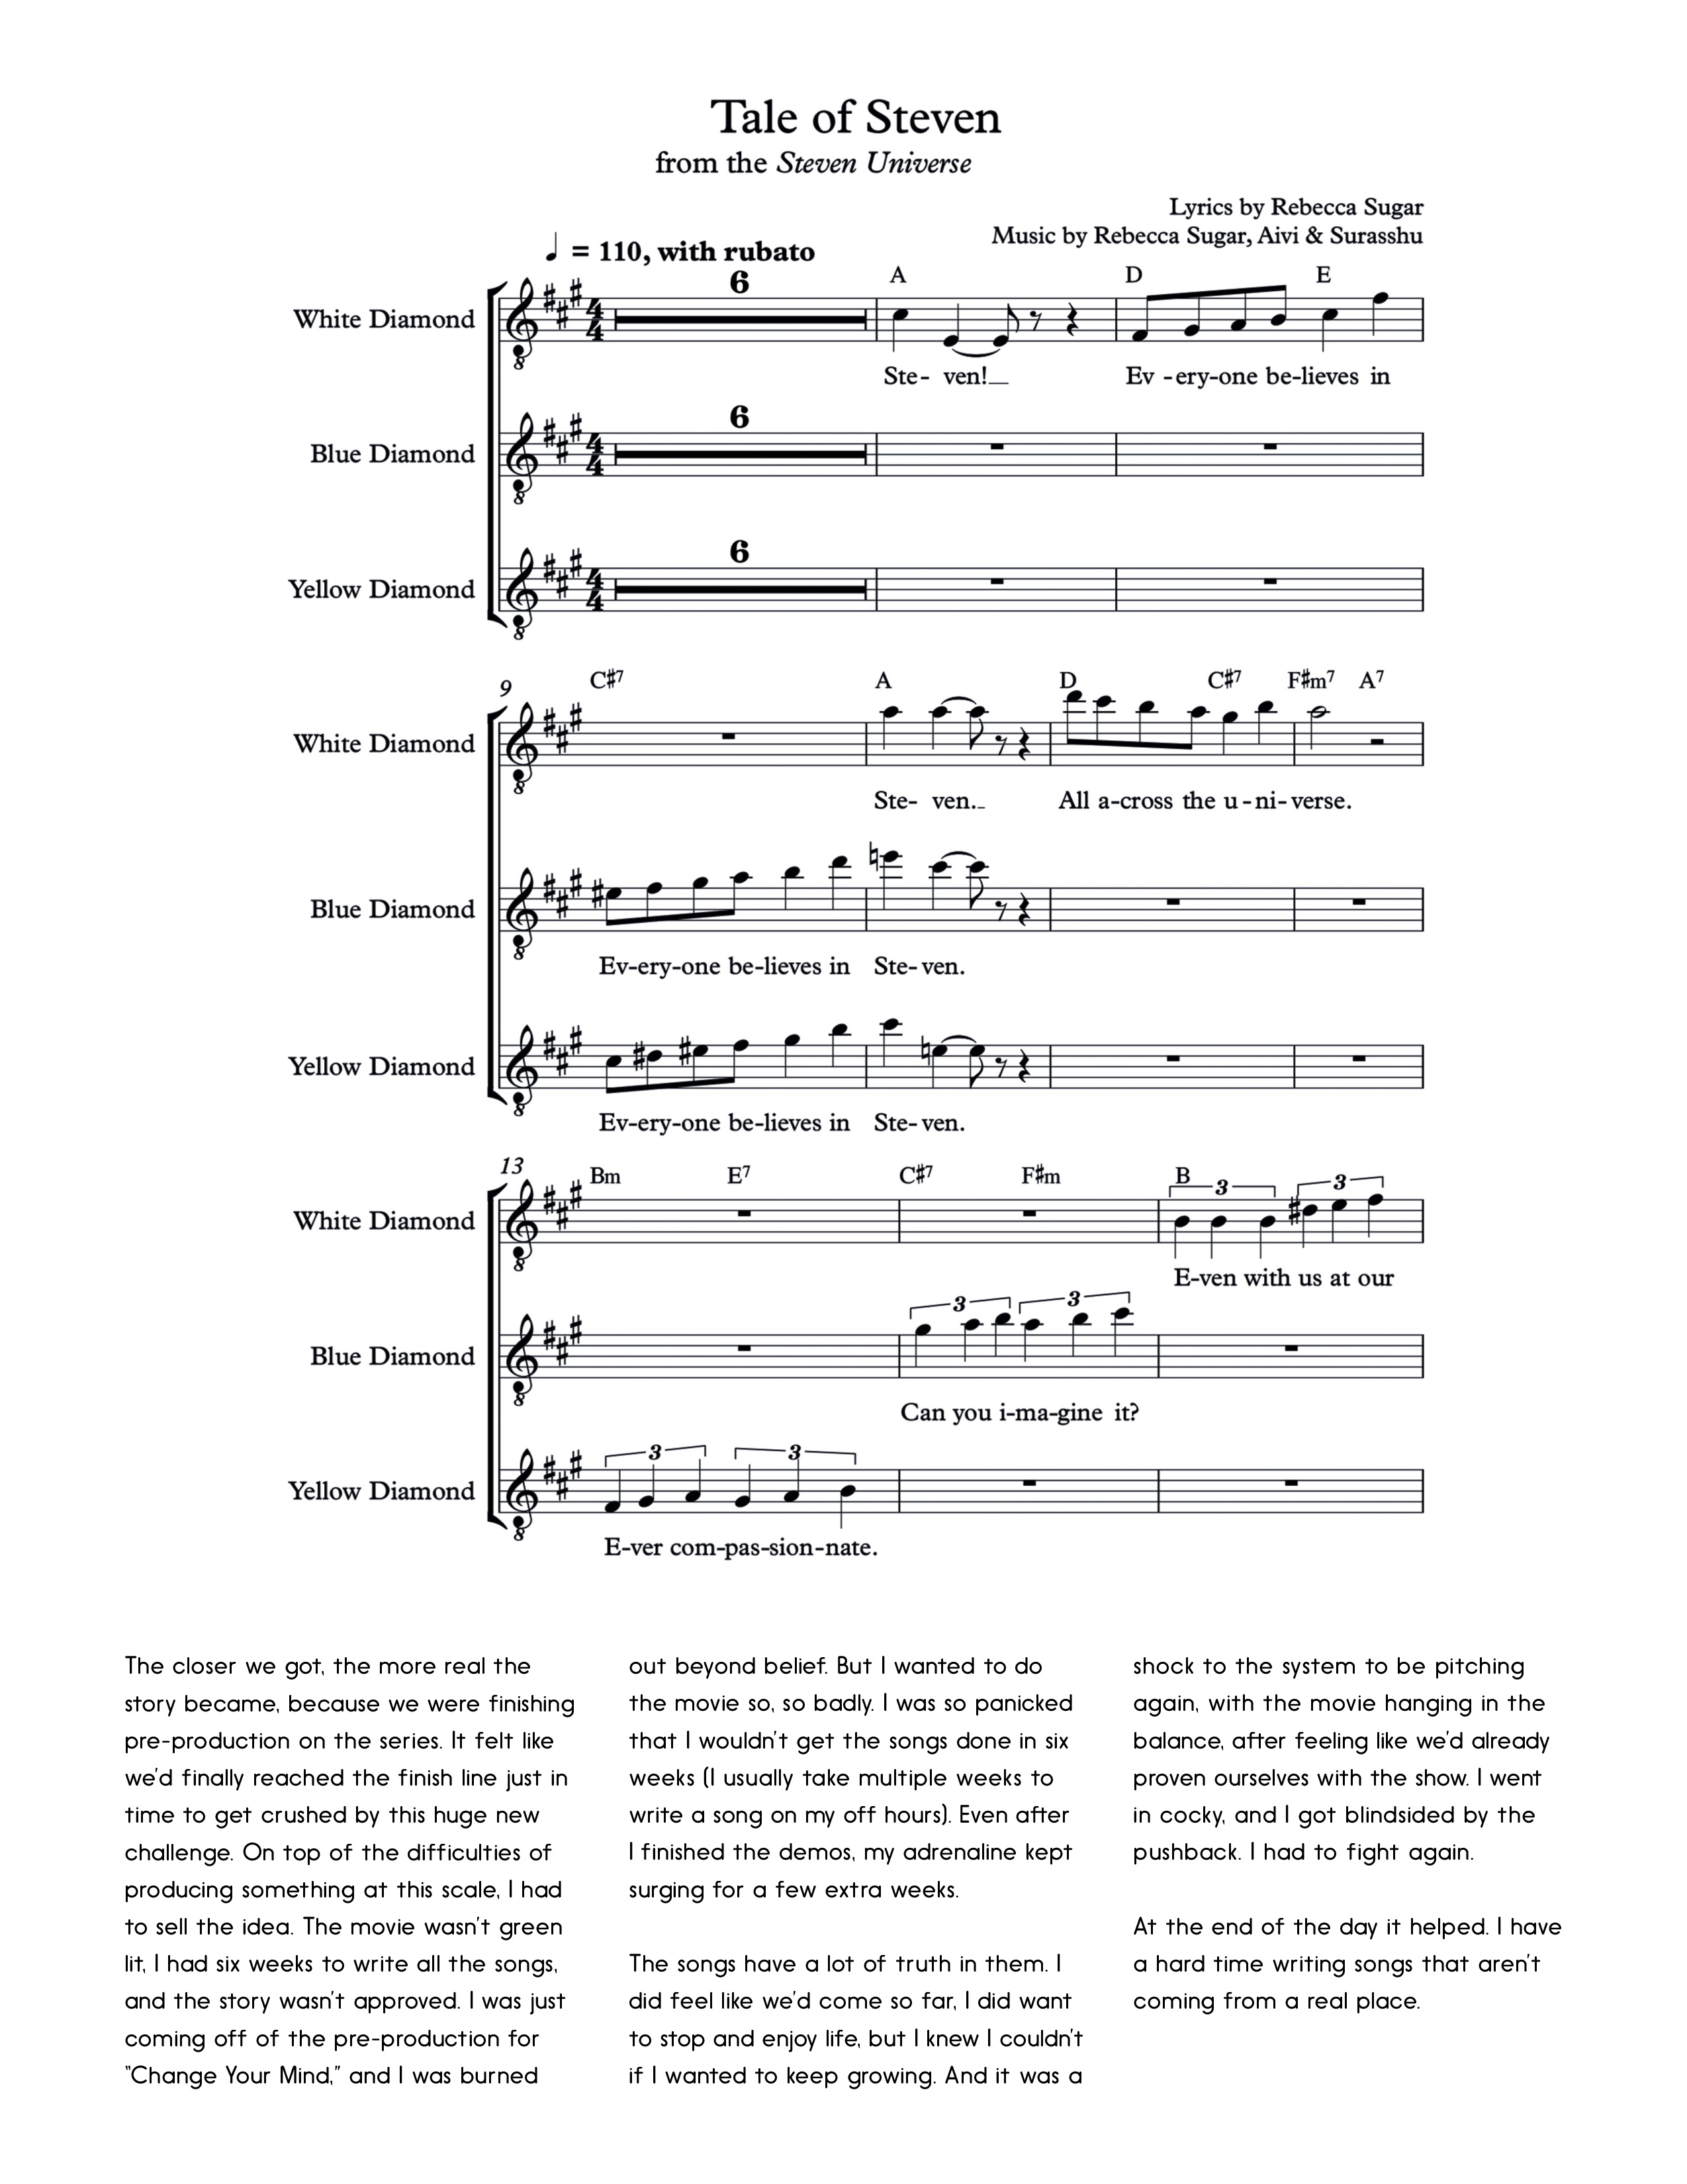 Tale of Steven
from the Steven Universe
Lyrics by Rebecca Sugar
Music by Rebecca Sugar, Aivi & Surasshu
♩ = 110, with rubato
6 A D E
White Diamond
Ste- ven! Ev -ery-one be-lieves in
6
Blue Diamond
6
Yellow Diamond
9 C#7 A D C#7 F#m7 A7
White Diamond
Ste- ven. All a-cross the u-ni-verse.
Blue Diamond
Ev-ery-one be-lieves in Ste-ven.
Yellow Diamond
Ev-ery-one be-lieves in Ste-ven.
13 Bm E7 C#7 F#m B
3 3
White Diamond
E-ven with us at our
3 3
Blue Diamond
Can you i-ma-gine it?
3 3
Yellow Diamond
E-ver com-pas-sion-nate.
The closer we got, the more real the
story became, because we were finishing
pre-production on the series. It felt like
we'd finally reached the finish line just in
time to get crushed by this huge new
challenge. On top of the difficulties of
producing something at this scale, I had
to sell the idea. The movie wasn't green
lit, I had six weeks to write all the songs,
and the story wasn't approved. I was just
coming off of the pre-production for
"Change Your Mind," and I was burned
out beyond belief. But I wanted to do
the movie so, so badly. I was so panicked
that I wouldn't get the songs done in six
weeks (I usually take multiple weeks to
write a song on my off hours). Even after
I finished the demos, my adrenaline kept
surging for a few extra weeks.
The songs have a lot of truth in them. I
did feel like we'd come so far, I did want
to stop and enjoy life, but I knew I couldn't
if I wanted to keep growing. And it was a
shock to the system to be pitching
again, with the movie hanging in the
balance, after feeling like we'd already
proven ourselves with the show. I went
in cocky, and I got blindsided by the
pushback. I had to fight again.
At the end of the day it helped. I have
a hard time writing songs that aren't
coming from a real place.